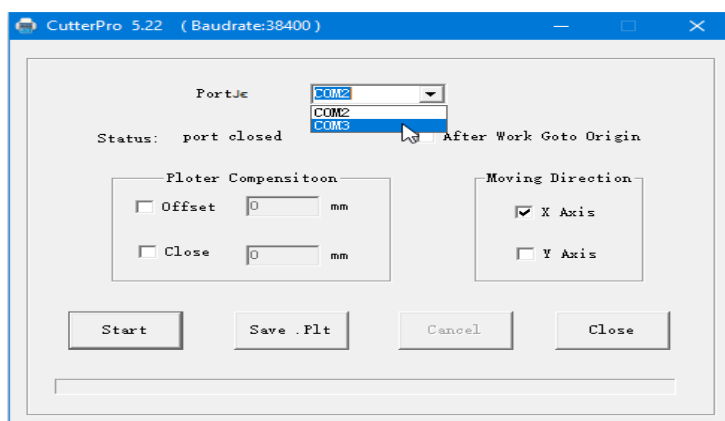 CutterPro 5.22 (Baudrate:38400)
COM2
COM2
COM3
Status: port closed
After Work Goto Origin
Ploter Compensitoon
Moving Direction
Offset 0 mm
X Axis
Close 0 mm
Y Axis
Start Save .Plt Cancel Close